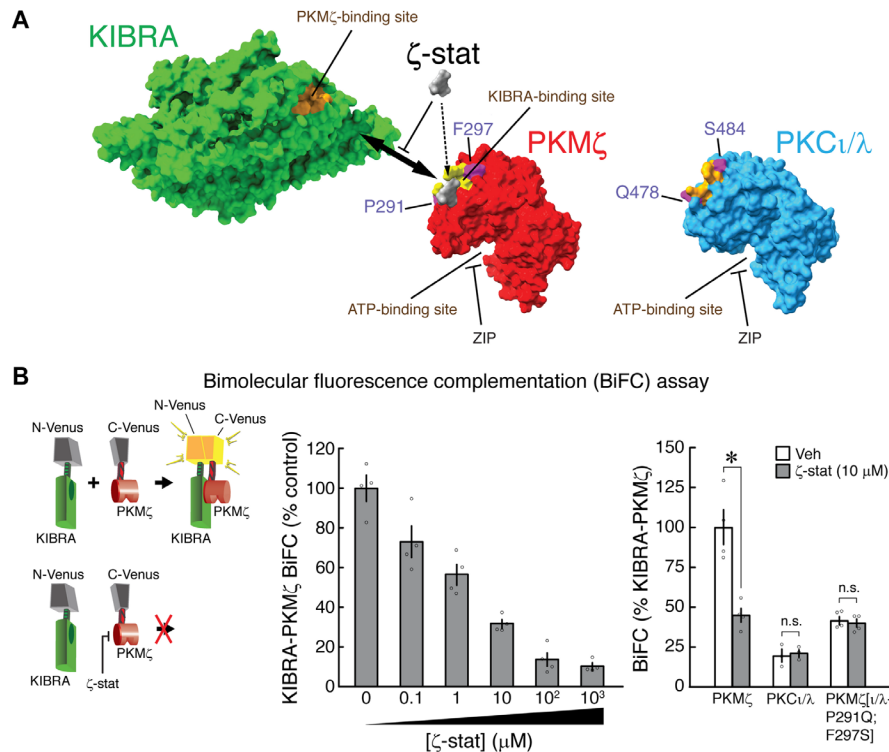 A
KIBRA
PKMζ-binding site
ζ-stat
KIBRA-binding site
F297
PKMζ
P291
ATP-binding site
ZIP
PKCι/λ
S484
Q478
ATP-binding site
ZIP
B
Bimolecular fluorescence complementation (BiFC) assay
N-Venus
C-Venus
N-Venus
C-Venus
+
PKMζ
PKMζ
KIBRA
KIBRA
N-Venus
C-Venus
PKMζ
KIBRA
ζ-stat
KIBRA-PKMζ BiFC (% control)
120
100
80
60
40
20
0
0 0.1 1 10 10² 10³
[ζ-stat] (μM)
BiFC (% KIBRA-PKMζ)
150
125
100
75
50
25
0
*
Veh
ζ-stat (10 μM)
n.s.
n.s.
PKMζ PKCι/λ PKMζ[ι/λ-
P291Q;
F297S]